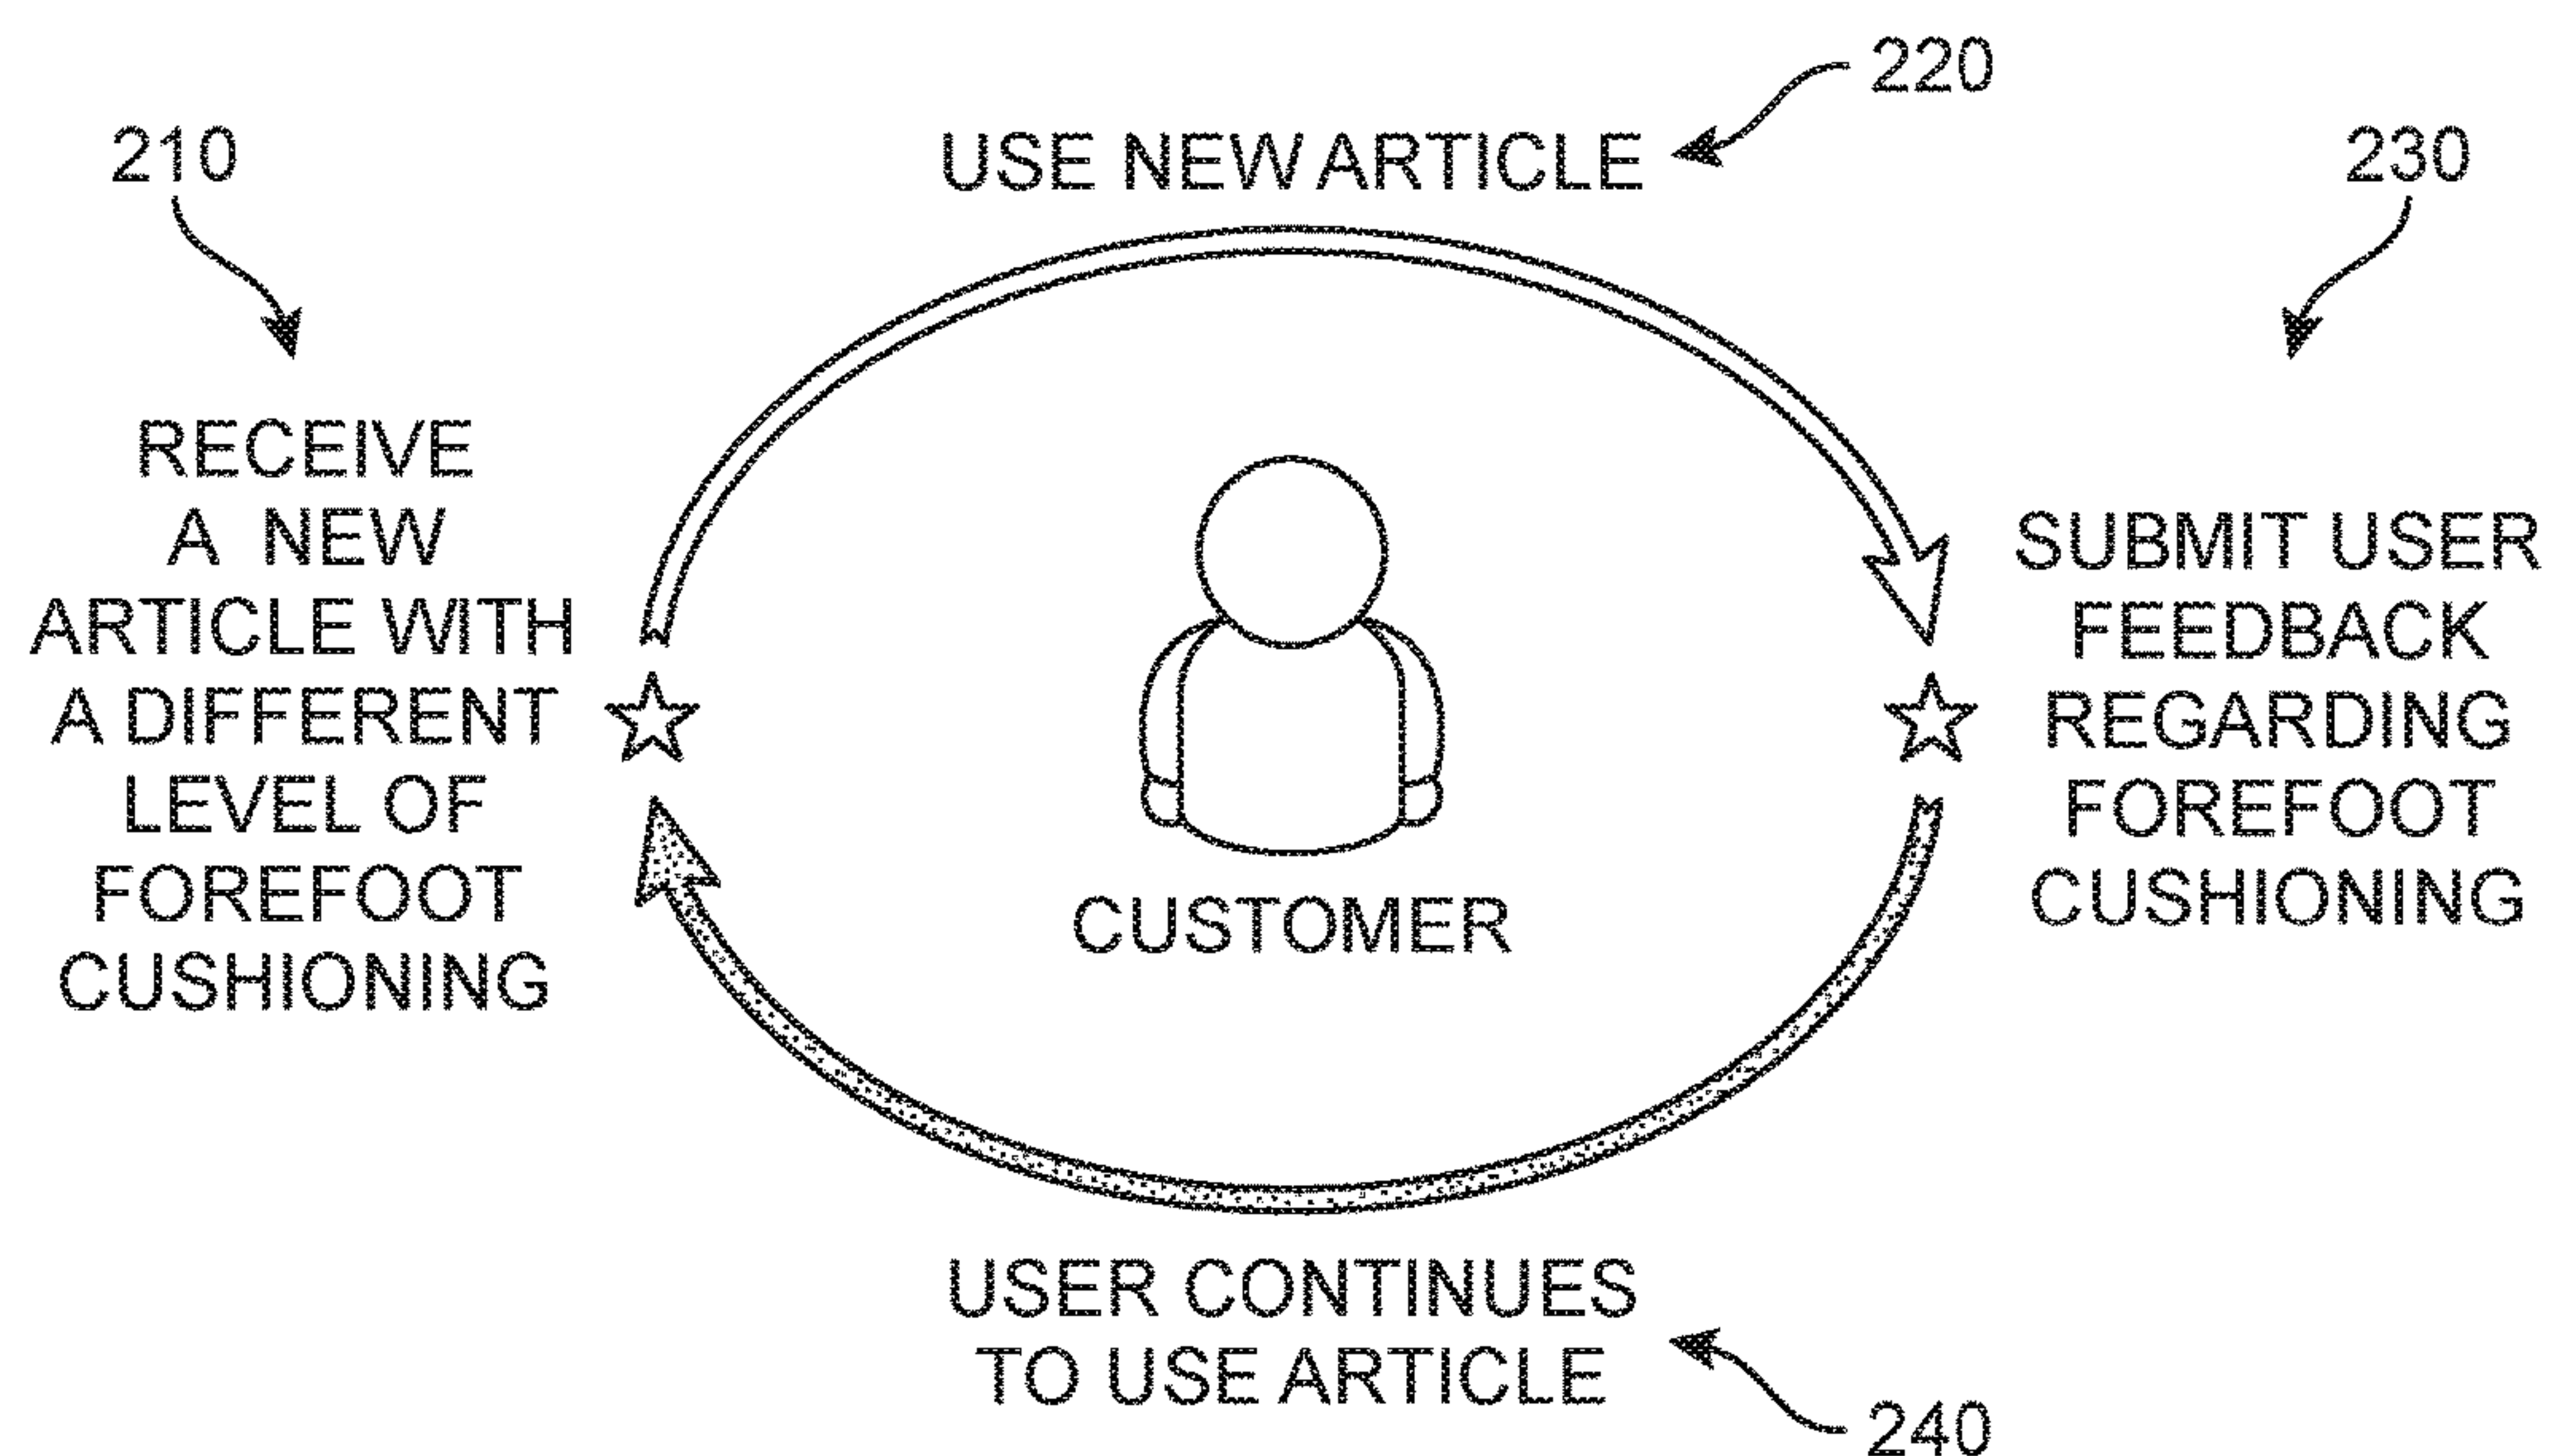 220
USE NEW ARTICLE
210
230
RECEIVE
A NEW
ARTICLE WITH
A DIFFERENT
LEVEL OF
FOREFOOT
CUSHIONING
SUBMIT USER
FEEDBACK
REGARDING
FOREFOOT
CUSHIONING
CUSTOMER
USER CONTINUES
TO USE ARTICLE
240